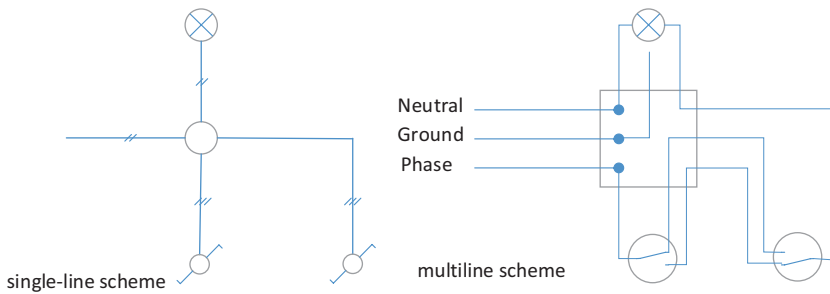 Neutral
Ground
Phase
single-line scheme
multiline scheme